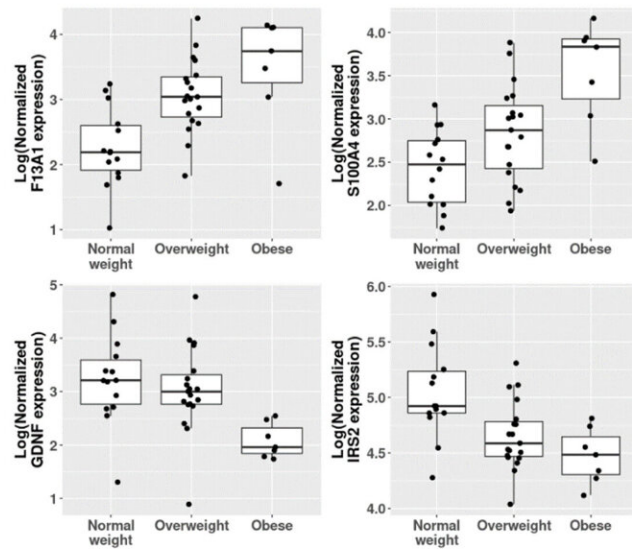 Log(Normalized
F13A1 expression)
4
3
2
1
Normal
weight
Overweight
Obese
Log(Normalized
S100A4 expression)
4.0
3.5
3.0
2.5
2.0
Normal
weight
Overweight
Obese
Log(Normalized
GDNF expression)
5
4
3
2
1
Normal
weight
Overweight
Obese
Log(Normalized
IRS2 expression)
6.0
5.5
5.0
4.5
4.0
Normal
weight
Overweight
Obese